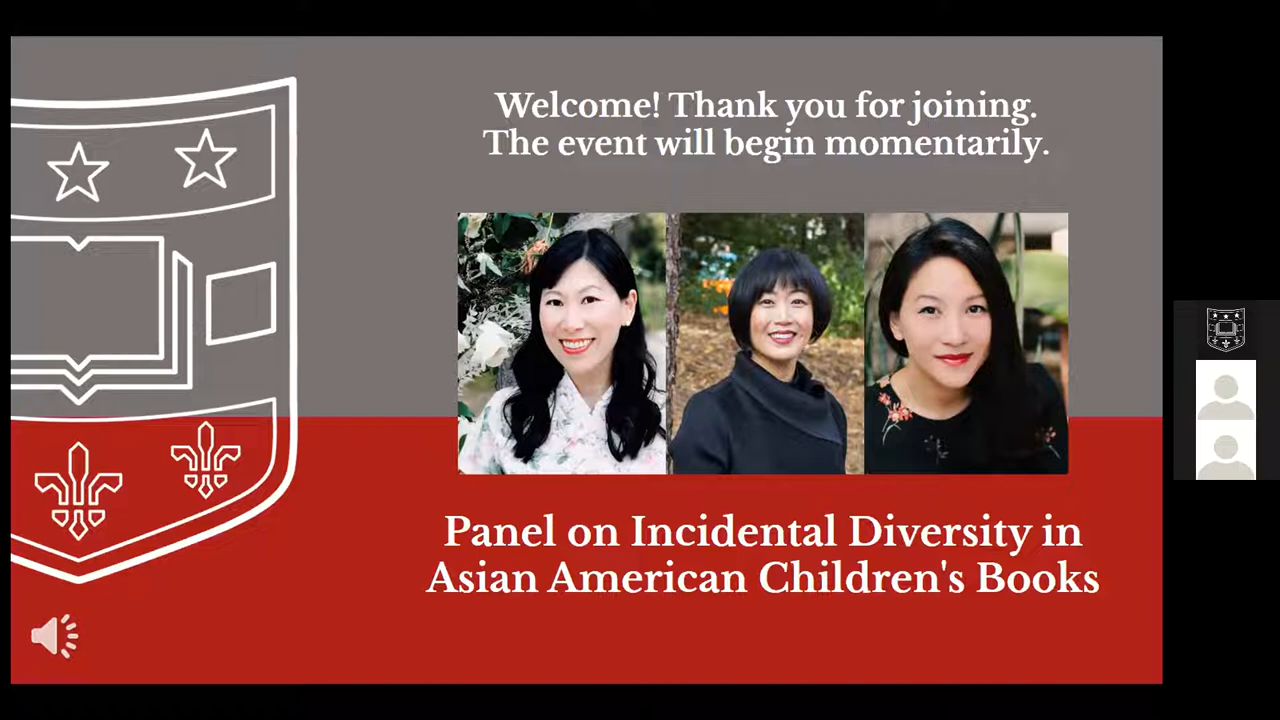 Welcome! Thank you for joining.
The event will begin momentarily.
Panel on Incidental Diversity in
Asian American Children's Books